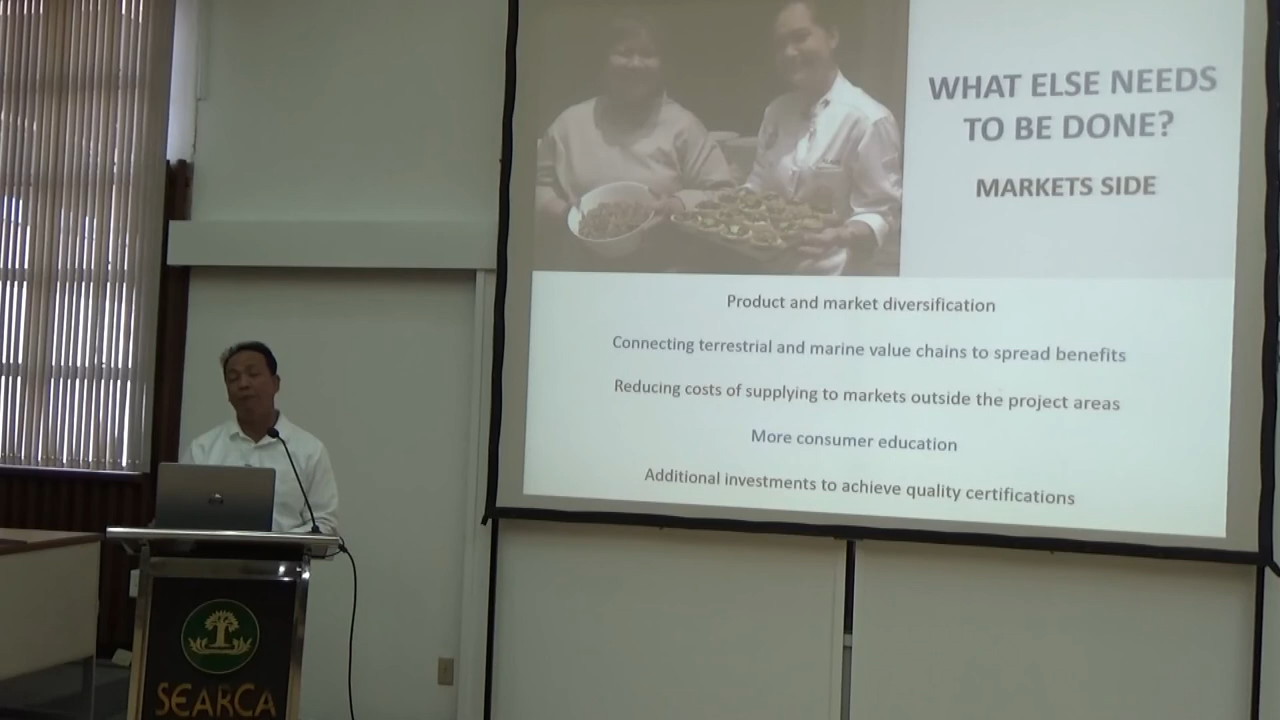 WHAT ELSE NEEDS
TO BE DONE?
MARKETS SIDE
Product and market diversification
Connecting terrestrial and marine value chains to spread benefits
Reducing costs of supplying to markets outside the project areas
More consumer education
Additional investments to achieve quality certifications
SEARCA